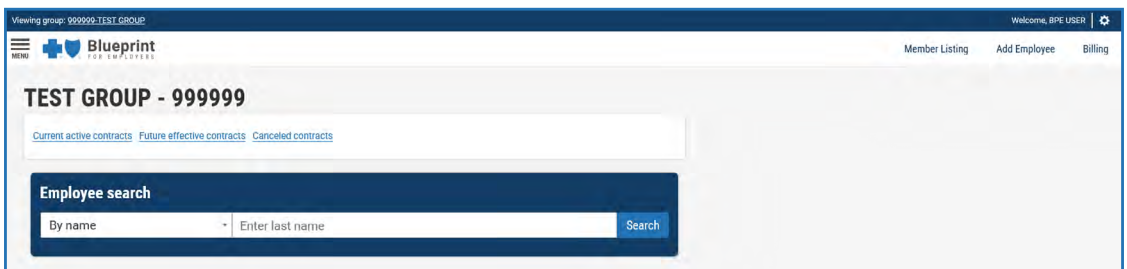 Viewing group: 999999-TEST GROUP Welcome, BPE USER
MENU Blueprint Member Listing Add Employee Billing
FOR EMPLOYERS
TEST GROUP - 999999
Current active contracts Future effective contracts Canceled contracts
Employee search
By name Enter last name Search